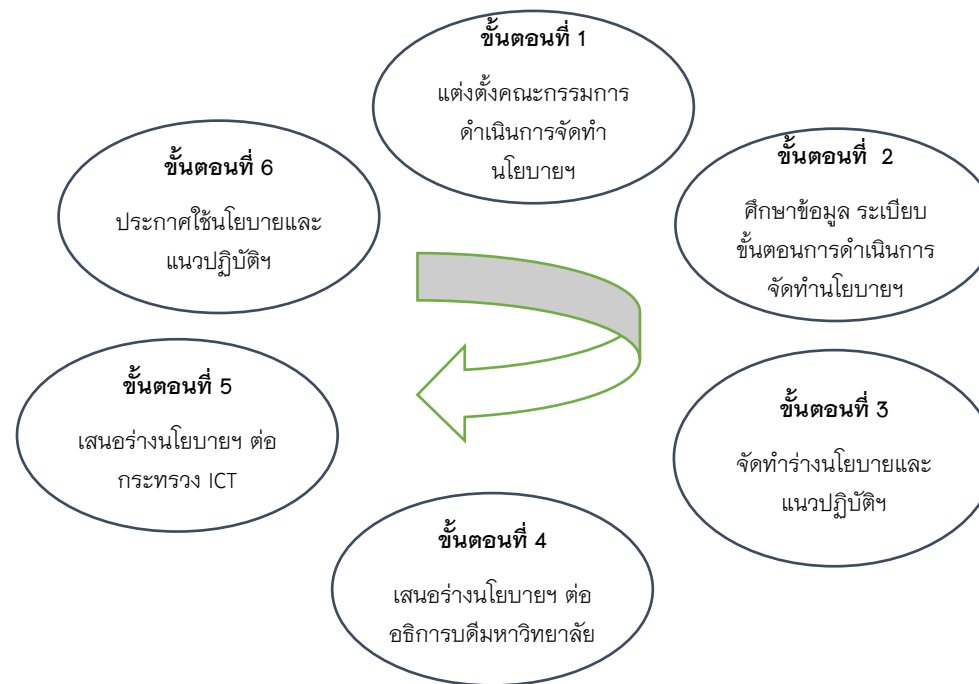 ขั้นตอนที่ 1
แต่งตั้งคณะกรรมการ
ดำเนินการจัดทำ
นโยบายฯ
ขั้นตอนที่ 2
ศึกษาข้อมูล ระเบียบ
ขั้นตอนการดำเนินการ
จัดทำนโยบายฯ
ขั้นตอนที่ 3
จัดทำร่างนโยบายและ
แนวปฏิบัติฯ
ขั้นตอนที่ 4
เสนอร่างนโยบายฯ ต่อ
อธิการบดีมหาวิทยาลัย
ขั้นตอนที่ 5
เสนอร่างนโยบายฯ ต่อ
กระทรวง ICT
ขั้นตอนที่ 6
ประกาศใช้นโยบายและ
แนวปฏิบัติฯ